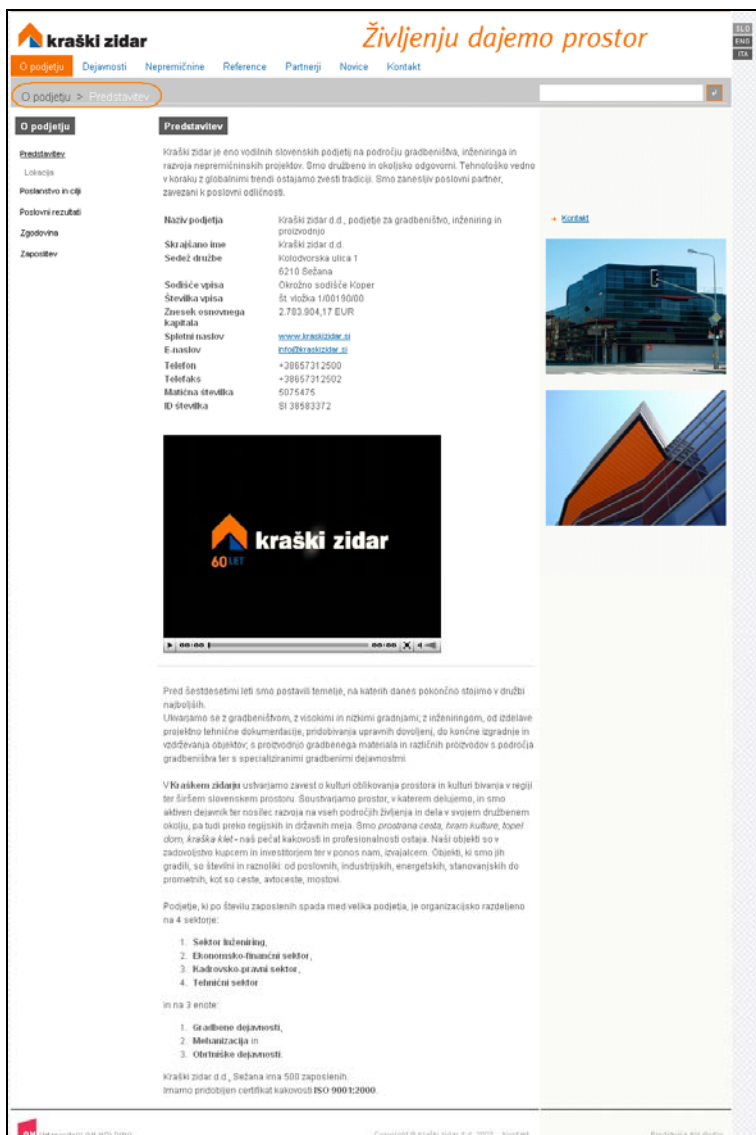 kraški zidar
Življenju dajemo prostor
SLO
ENG
ITA
O podjetju Dejavnosti Nepremičnine Reference Partnerji Novice Kontakt
O podjetju > Predstavitev
O podjetju
Predstavitev
Lokacija
Poslanstvo in cilji
Poslovni rezultati
Zgodovina
Zaposlitev
Predstavitev
Kraški zidar je eno vodilnih slovenskih podjetij na področju gradbeništva, inženiringa in
razvoja nepremičninskih projektov. Smo družbeno in okoljsko odgovorni. Tehnološko vedno
v koraku z globalnimi trendi ostajamo zvesti tradiciji. Smo zanesljiv poslovni partner,
zavezani k poslovni odličnosti.
Naziv podjetja Kraški zidar d.d., podjetje za gradbeništvo, inženiring in
proizvodnjo
Skrajšano ime Kraški zidar d.d.
Sedež družbe Kolodvorska ulica 1
6210 Sežana
Sodišče vpisa Okrožno sodišče Koper
Številka vpisa št. vložka 1/00190/00
Znesek osnovnega 2.783.904,17 EUR
kapitala
Spletni naslov www.kraskizidar.si
E-naslov info@kraskizidar.si
Telefon +38657312500
Telefaks +38657312502
Matična številka 5075475
ID številka SI 38583372
Kontakt
kraški zidar
60 LET
00:00 00:00
Pred šestdesetimi leti smo postavili temelje, na katerih danes pokončno stojimo v družbi
najboljših.
Ukvarjamo se z gradbeništvom, z visokimi in nizkimi gradnjami; z inženiringom, od izdelave
projektno tehnične dokumentacije, pridobivanja upravnih dovoljenj, do končne izgradnje in
vzdrževanja objektov; s proizvodnjo gradbenega materiala in različnih proizvodov s področja
gradbeništva ter s specializiranimi gradbenimi dejavnostmi.
V Kraškem zidarju ustvarjamo zavest o kulturi oblikovanja prostora in kulturi bivanja v regiji
ter širšem slovenskem prostoru. Soustvarjamo prostor, v katerem delujemo, in smo
aktiven dejavnik ter nosilec razvoja na vseh področjih življenja in dela v svojem družbenem
okolju, pa tudi preko regijskih in državnih meja. Smo prostrana cesta, hram kulture, topel
dom, kraška klet - naš pečat kakovosti in profesionalnosti ostaja. Naši objekti so v
zadovoljstvo kupcem in investitorjem ter v ponos nam, izvajalcem. Objekti, ki smo jih
gradili, so številni in raznoliki: od poslovnih, industrijskih, energetskih, stanovanjskih do
prometnih, kot so ceste, avtoceste, mostovi.
Podjetje, ki po številu zaposlenih spada med velika podjetja, je organizacijsko razdeljeno
na 4 sektorje:
1. Sektor Inženiring,
2. Ekonomsko-finančni sektor,
3. Kadrovsko-pravni sektor,
4. Tehnični sektor
in na 3 enote:
1. Gradbene dejavnosti,
2. Mehanizacija in
3. Obrtniške dejavnosti.
Kraški zidar d.d., Sežana ima 500 zaposlenih.
Imamo pridobljen certifikat kakovosti ISO 9001:2000.